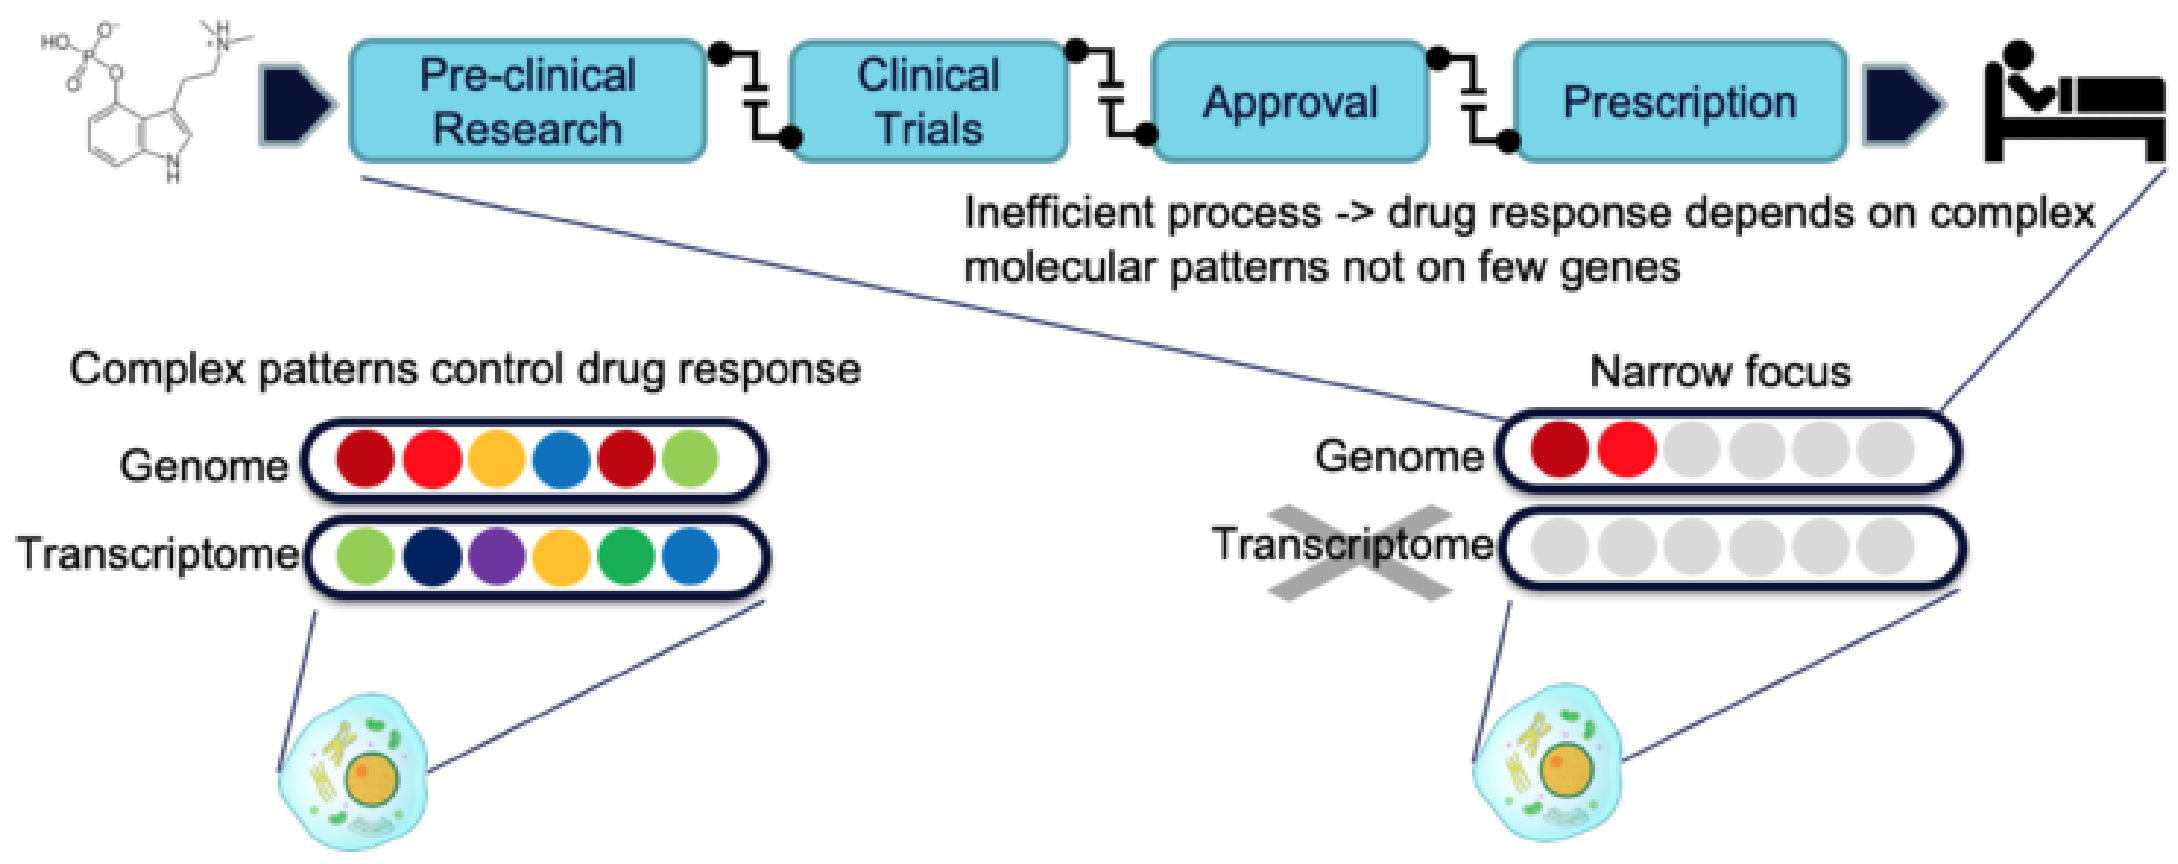 HO
O⁻
P
O
O
H
N
+
N
H
Pre-clinical
Research
Clinical
Trials
Approval
Prescription
Inefficient process -> drug response depends on complex
molecular patterns not on few genes
Complex patterns control drug response
Genome
Transcriptome
Narrow focus
Genome
Transcriptome